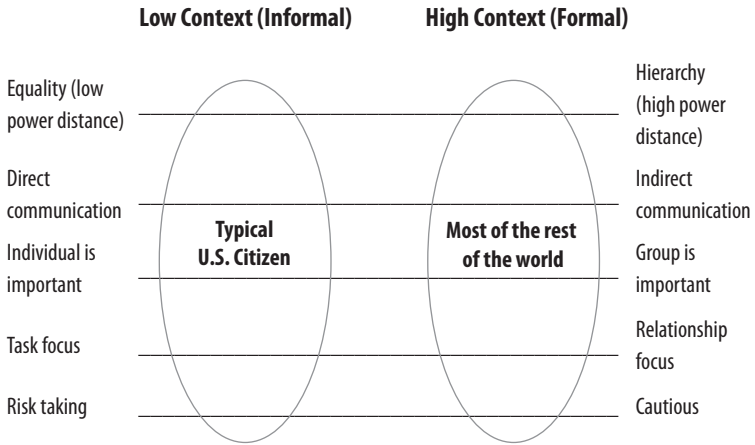 Low Context (Informal)
High Context (Formal)
Equality (low
power distance)
Hierarchy
(high power
distance)
Direct
communication
Indirect
communication
Typical
U.S. Citizen
Most of the rest
of the world
Individual is
important
Group is
important
Task focus
Relationship
focus
Risk taking
Cautious